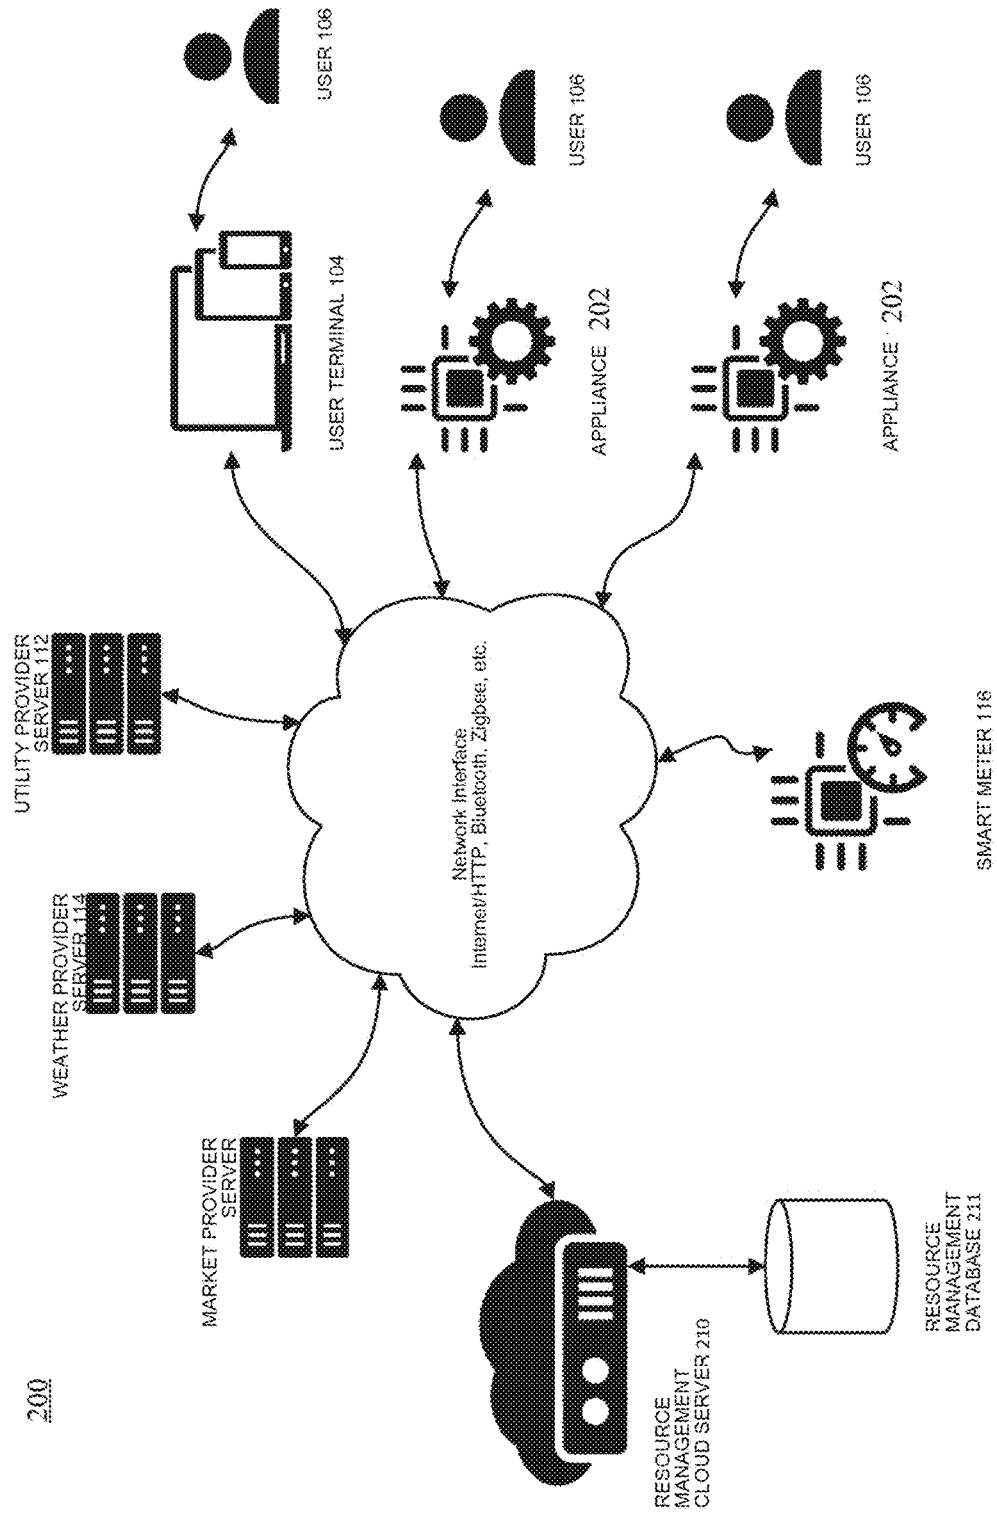 200
MARKET PROVIDER
SERVER
WEATHER PROVIDER
SERVER 114
UTILITY PROVIDER
SERVER 112
USER TERMINAL 104
USER 106
APPLIANCE 202
USER 106
APPLIANCE 202
USER 106
Network Interface
Internet/HTTP, Bluetooth, Zigbee, etc.
RESOURCE
MANAGEMENT
CLOUD SERVER 210
RESOURCE
MANAGEMENT
DATABASE 211
SMART METER 116